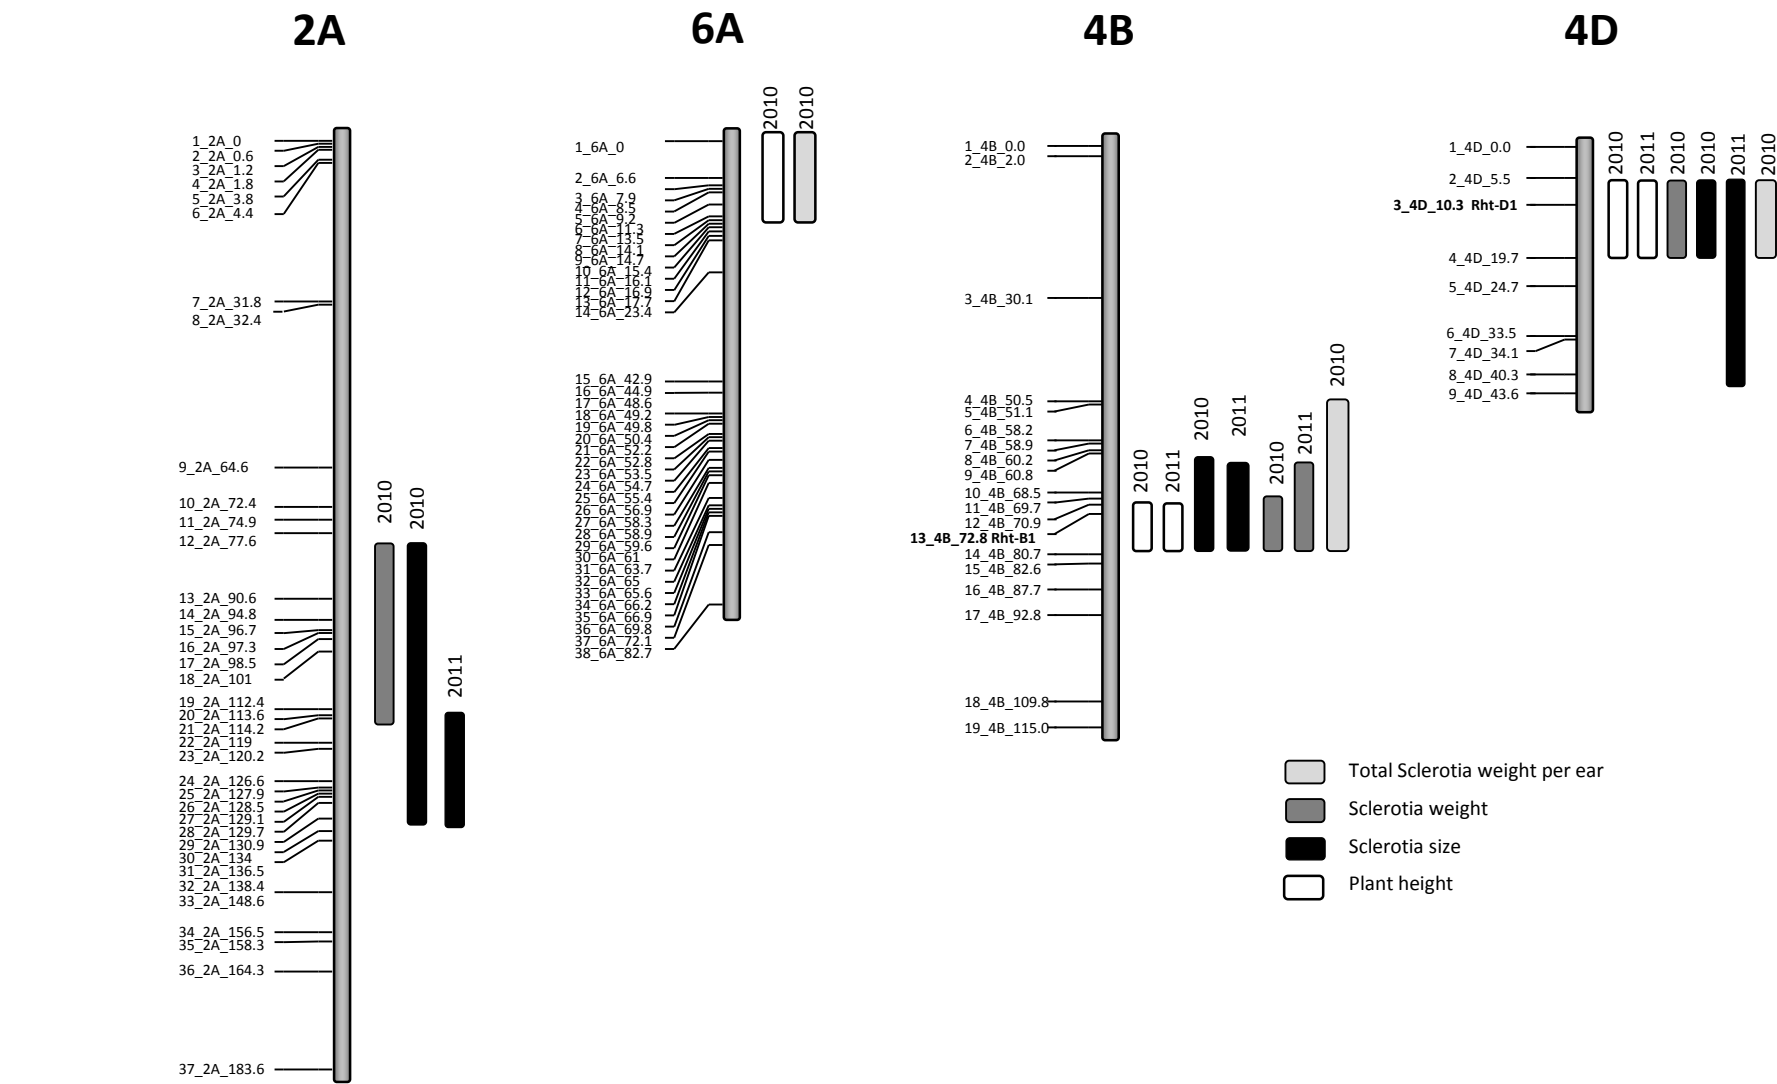 2A
1_2A_0
2_2A_0.6
3_2A_1.2
4_2A_1.8
5_2A_3.8
6_2A_4.4
7_2A_31.8
8_2A_32.4
9_2A_64.6
10_2A_72.4
11_2A_74.9
12_2A_77.6
13_2A_90.6
14_2A_94.8
15_2A_96.7
16_2A_97.3
17_2A_98.5
18_2A_101
19_2A_112.4
20_2A_113.6
21_2A_114.2
22_2A_119
23_2A_120.2
24_2A_126.6
25_2A_127.9
26_2A_128.5
27_2A_129.1
28_2A_129.7
29_2A_130.9
30_2A_134
31_2A_136.5
32_2A_138.4
33_2A_148.6
34_2A_156.5
35_2A_158.3
36_2A_164.3
37_2A_183.6
2010
2010
2011
6A
1_6A_0
2_6A_6.6
3_6A_7.9
4_6A_8.5
5_6A_9.2
6_6A_11.3
7_6A_13.5
8_6A_14.1
9_6A_14.7
10_6A_15.4
11_6A_16.1
12_6A_16.9
13_6A_17.7
14_6A_23.4
15_6A_42.9
16_6A_44.9
17_6A_48.6
18_6A_49.2
19_6A_49.8
20_6A_50.4
21_6A_52.2
22_6A_52.8
23_6A_53.5
24_6A_54.7
25_6A_55.4
26_6A_56.9
27_6A_58.3
28_6A_58.9
29_6A_59.6
30_6A_61
31_6A_63.7
32_6A_65
33_6A_65.6
34_6A_66.2
35_6A_66.9
36_6A_69.8
37_6A_72.1
38_6A_82.7
2010
2010
4B
1_4B_0.0
2_4B_2.0
3_4B_30.1
4_4B_50.5
5_4B_51.1
6_4B_58.2
7_4B_58.9
8_4B_60.2
9_4B_60.8
10_4B_68.5
11_4B_69.7
12_4B_70.9
13_4B_72.8 Rht-B1
14_4B_80.7
15_4B_82.6
16_4B_87.7
17_4B_92.8
18_4B_109.8
19_4B_115.0
2010
2011
2010
2011
2010
2011
2010
4D
1_4D_0.0
2_4D_5.5
3_4D_10.3 Rht-D1
4_4D_19.7
5_4D_24.7
6_4D_33.5
7_4D_34.1
8_4D_40.3
9_4D_43.6
2010
2011
2010
2010
2011
2010
Total Sclerotia weight per ear
Sclerotia weight
Sclerotia size
Plant height